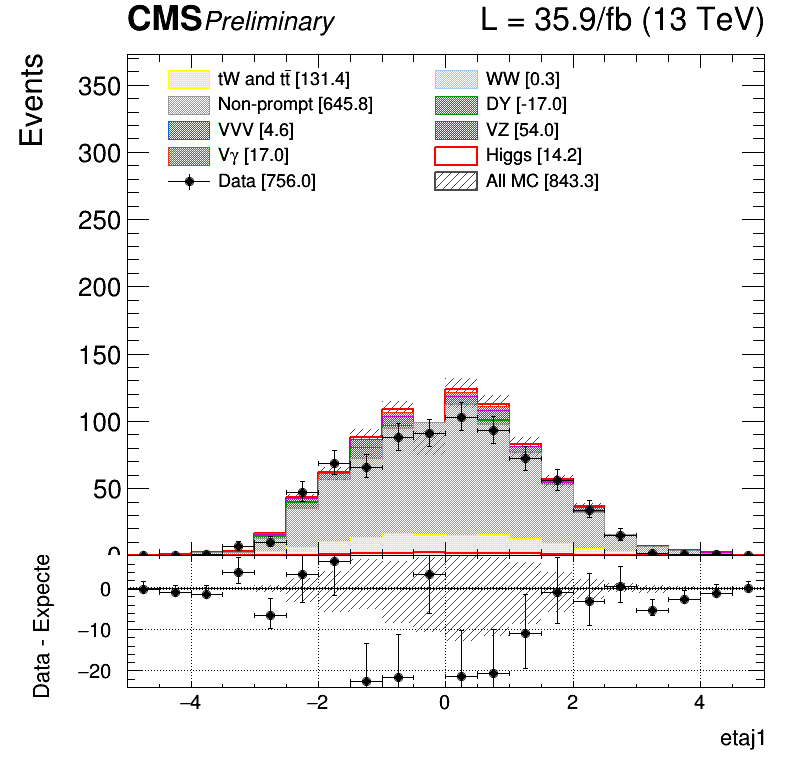 CMS Preliminary L = 35.9/fb (13 TeV)
Events
350
300
250
200
150
100
50
0
tW and tt̄ [131.4]
Non-prompt [645.8]
VVV [4.6]
Vγ [17.0]
Data [756.0]
WW [0.3]
DY [-17.0]
VZ [54.0]
Higgs [14.2]
All MC [843.3]
Data - Expecte
0
−10
−20
−4 −2 0 2 4
etaj1